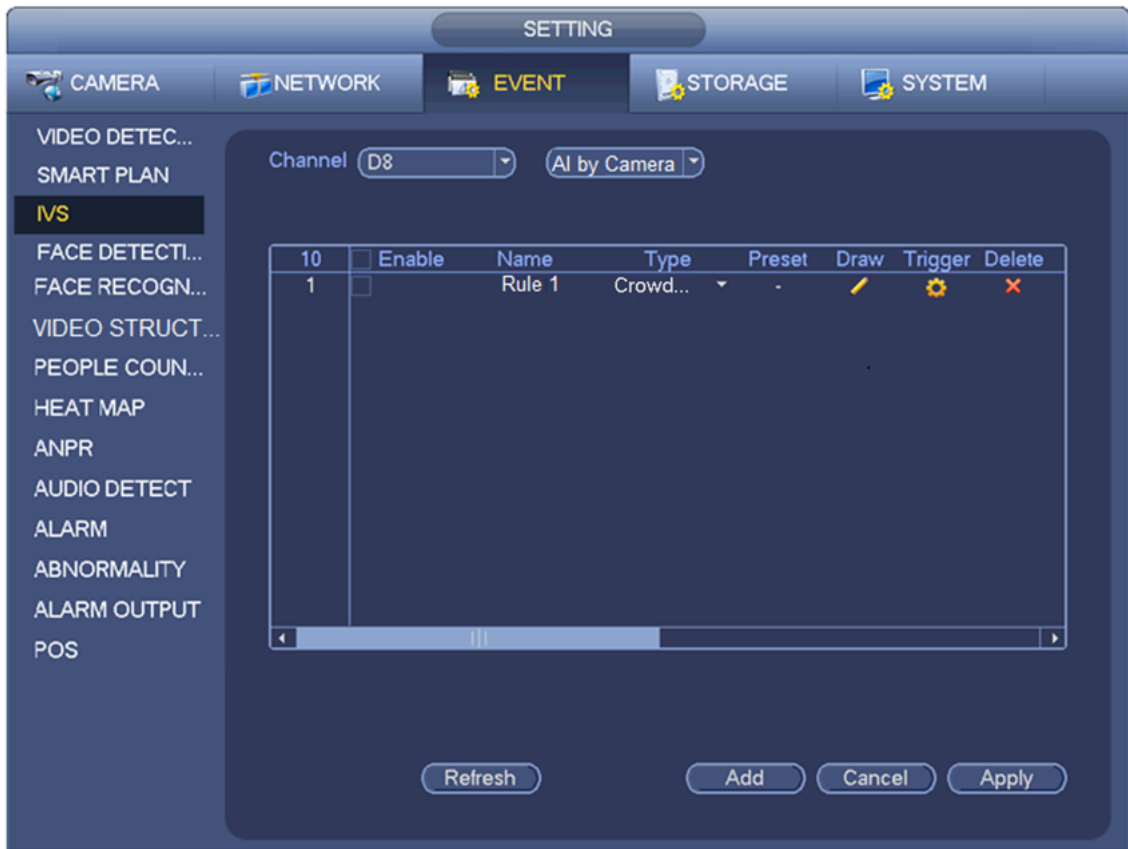 SETTING
CAMERA NETWORK EVENT STORAGE SYSTEM
VIDEO DETEC...
SMART PLAN
IVS
FACE DETECTI...
FACE RECOGN...
VIDEO STRUCT...
PEOPLE COUN...
HEAT MAP
ANPR
AUDIO DETECT
ALARM
ABNORMALITY
ALARM OUTPUT
POS
Channel D8 AI by Camera
10 Enable Name Type Preset Draw Trigger Delete
1 Rule 1 Crowd... -
Refresh Add Cancel Apply